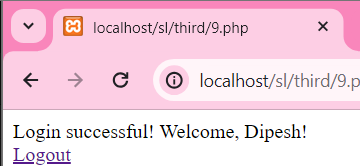 localhost/sl/third/9.php
localhost/sl/third/9.p
Login successful! Welcome, Dipesh!
Logout